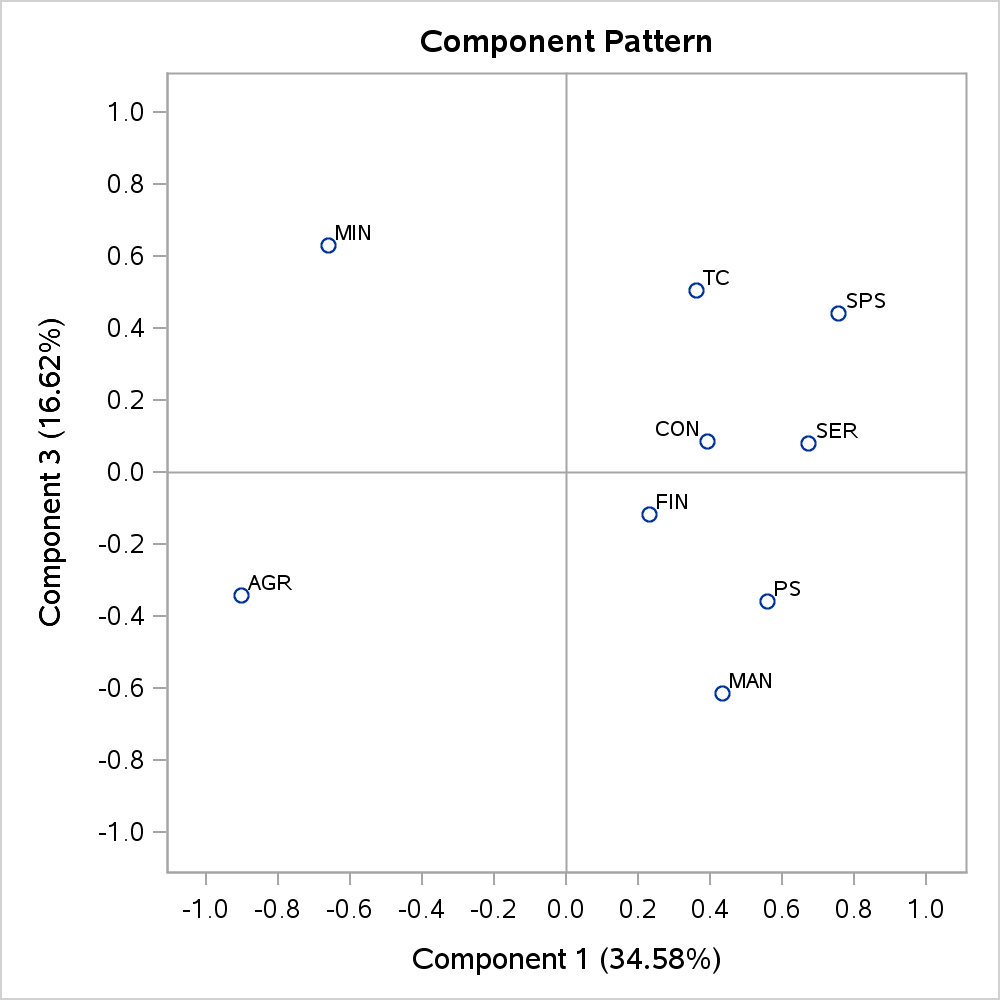 Component Pattern
1.0
0.8
0.6
0.4
0.2
0.0
-0.2
-0.4
-0.6
-0.8
-1.0
Component 3 (16.62%)
MIN
TC
SPS
CON
SER
FIN
AGR
PS
MAN
-1.0 -0.8 -0.6 -0.4 -0.2 0.0 0.2 0.4 0.6 0.8 1.0
Component 1 (34.58%)